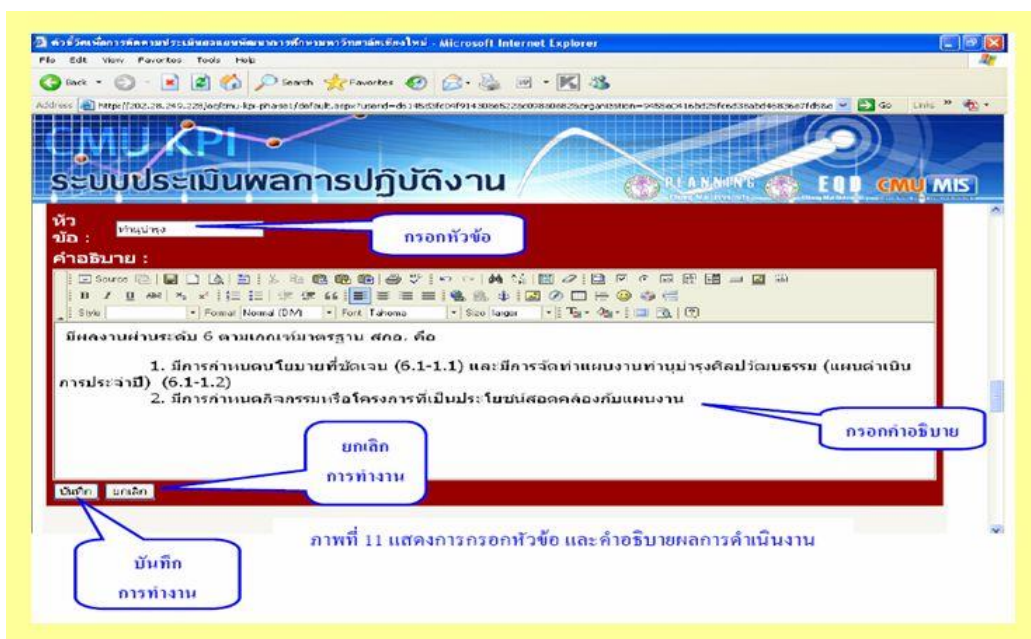 ตัวชี้วัดเพื่อการติดตามประเมินผลแผนพัฒนาการศึกษามหาวิทยาลัยเชียงใหม่ - Microsoft Internet Explorer
File Edit View Favorites Tools Help
Back Search Favorites
Address Go Links
CMU KPI
ระบบประเมินผลการปฏิบัติงาน
PLANNING EQD CMU MIS
หัว
ข้อ : ทำนุบำรุง
กรอกหัวข้อ
คำอธิบาย :
Source
B I U ABC
Style Format Normal (DIV) Font Tahoma Size larger
มีผลงานผ่านระดับ 6 ตามเกณฑ์มาตรฐาน สกอ. คือ
1. มีการกำหนดนโยบายที่ชัดเจน (6.1-1.1) และมีการจัดทำแผนงานทำนุบำรุงศิลปวัฒนธรรม (แผนดำเนิน
การประจำปี) (6.1-1.2)
2. มีการกำหนดกิจกรรมหรือโครงการที่เป็นประโยชน์สอดคล้องกับแผนงาน
กรอกคำอธิบาย
ยกเลิก
การทำงาน
บันทึก ยกเลิก
ภาพที่ 11 แสดงการกรอกหัวข้อ และคำอธิบายผลการดำเนินงาน
บันทึก
การทำงาน